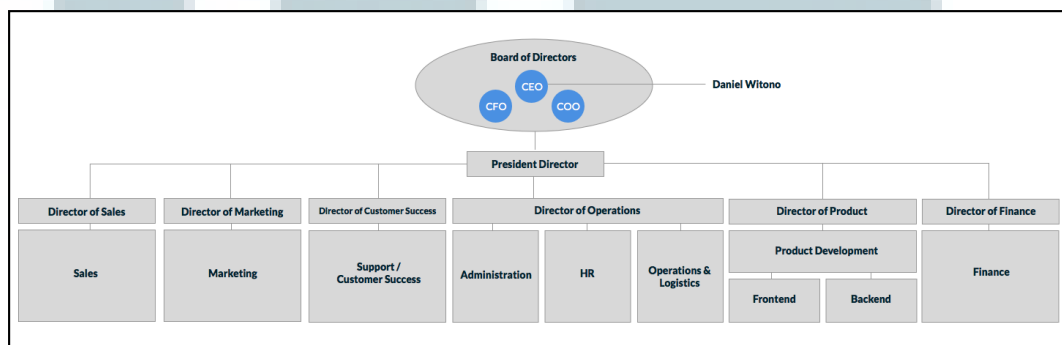 Board of Directors
CEO
Daniel Witono
CFO
COO
President Director
Director of Sales
Director of Marketing
Director of Customer Success
Director of Operations
Director of Product
Director of Finance
Sales
Marketing
Support /
Customer Success
Administration
HR
Operations &
Logistics
Product Development
Frontend
Backend
Finance